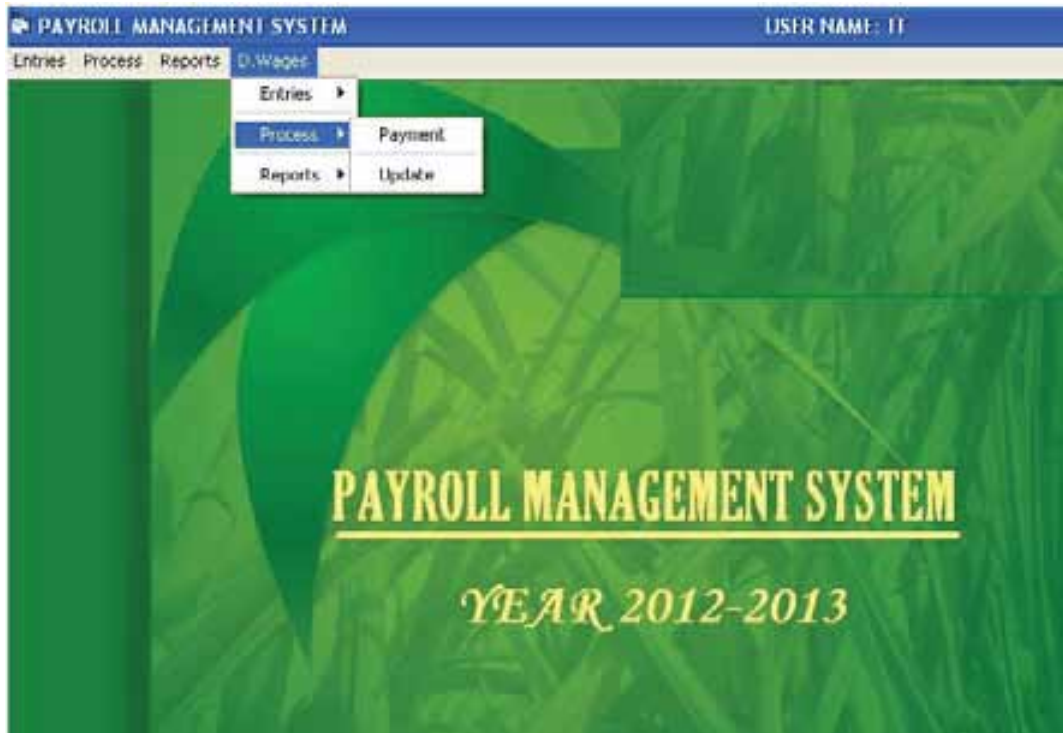 PAYROLL MANAGEMENT SYSTEM USER NAME: IT
Entries Process Reports D.Wages
Entries
Process Payment
Reports Update
PAYROLL MANAGEMENT SYSTEM
YEAR 2012-2013